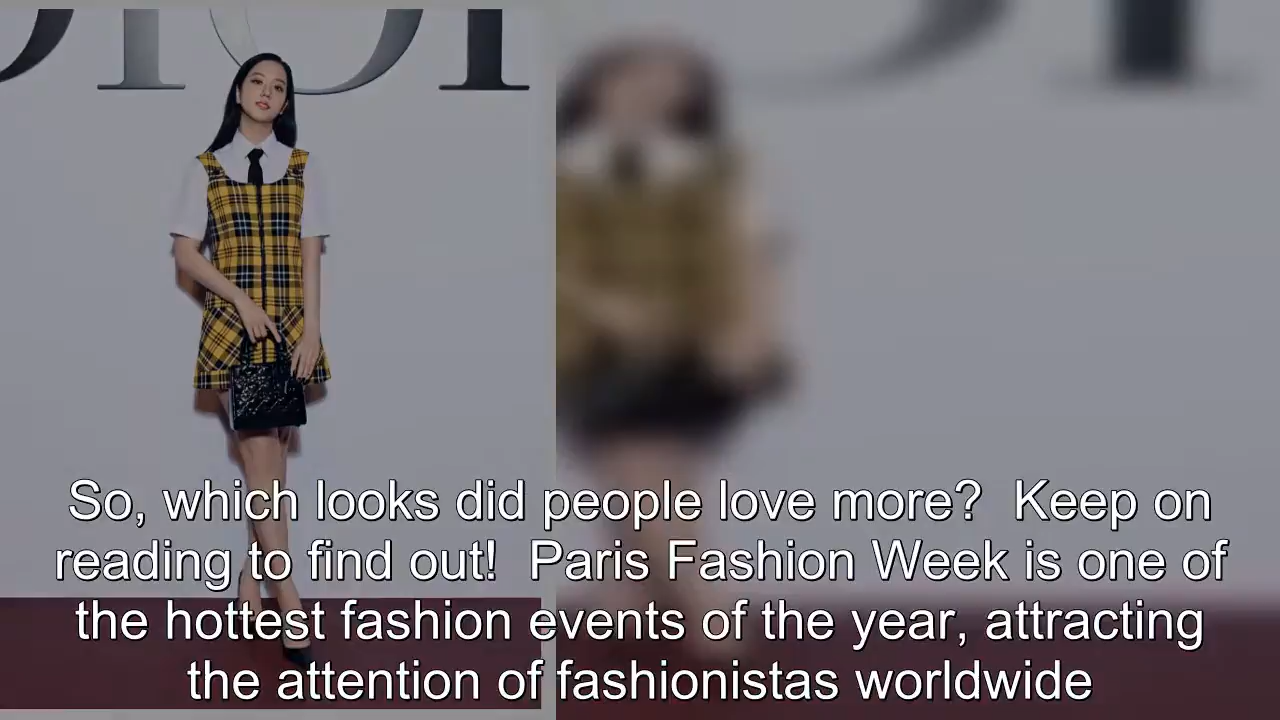 DIOR
So, which looks did people love more?  Keep on
reading to find out!  Paris Fashion Week is one of
the hottest fashion events of the year, attracting
the attention of fashionistas worldwide